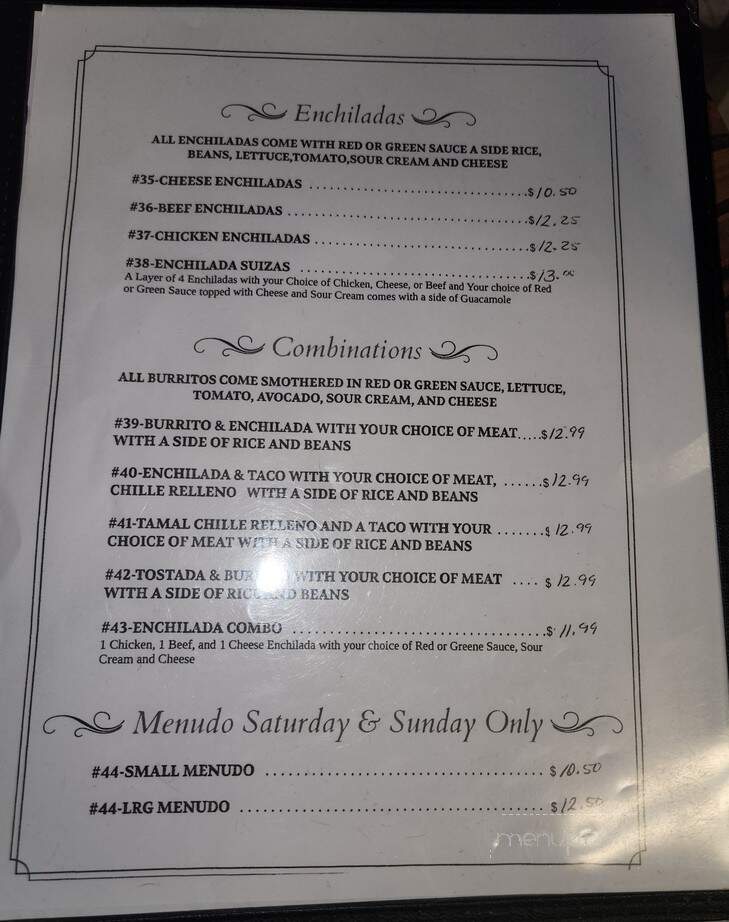 Enchiladas
ALL ENCHILADAS COME WITH RED OR GREEN SAUCE A SIDE RICE,
BEANS, LETTUCE,TOMATO,SOUR CREAM AND CHEESE
#35-CHEESE ENCHILADAS ................................$10.50
#36-BEEF ENCHILADAS ...................................$12.25
#37-CHICKEN ENCHILADAS ...............................$12.25
#38-ENCHILADA SUIZAS .................................$13.00
A Layer of 4 Enchiladas with your Choice of Chicken, Cheese, or Beef and Your choice of Red
or Green Sauce topped with Cheese and Sour Cream comes with a side of Guacamole
Combinations
ALL BURRITOS COME SMOTHERED IN RED OR GREEN SAUCE, LETTUCE,
TOMATO, AVOCADO, SOUR CREAM, AND CHEESE
#39-BURRITO & ENCHILADA WITH YOUR CHOICE OF MEAT.....$12.99
WITH A SIDE OF RICE AND BEANS
#40-ENCHILADA & TACO WITH YOUR CHOICE OF MEAT, ......$12.99
CHILLE RELLENO WITH A SIDE OF RICE AND BEANS
#41-TAMAL CHILLE RELLENO AND A TACO WITH YOUR .......$12.99
CHOICE OF MEAT WITH A SIDE OF RICE AND BEANS
#42-TOSTADA & WITH YOUR CHOICE OF MEAT .... $12.99
WITH A SIDE OF RICE AND BEANS
#43-ENCHILADA COMBO ....................................$11.99
1 Chicken, 1 Beef, and 1 Cheese Enchilada with your choice of Red or Greene Sauce, Sour
Cream and Cheese
Menudo Saturday & Sunday Only
#44-SMALL MENUDO ..................................... $10.50
#44-LRG MENUDO ........................................ $12.50